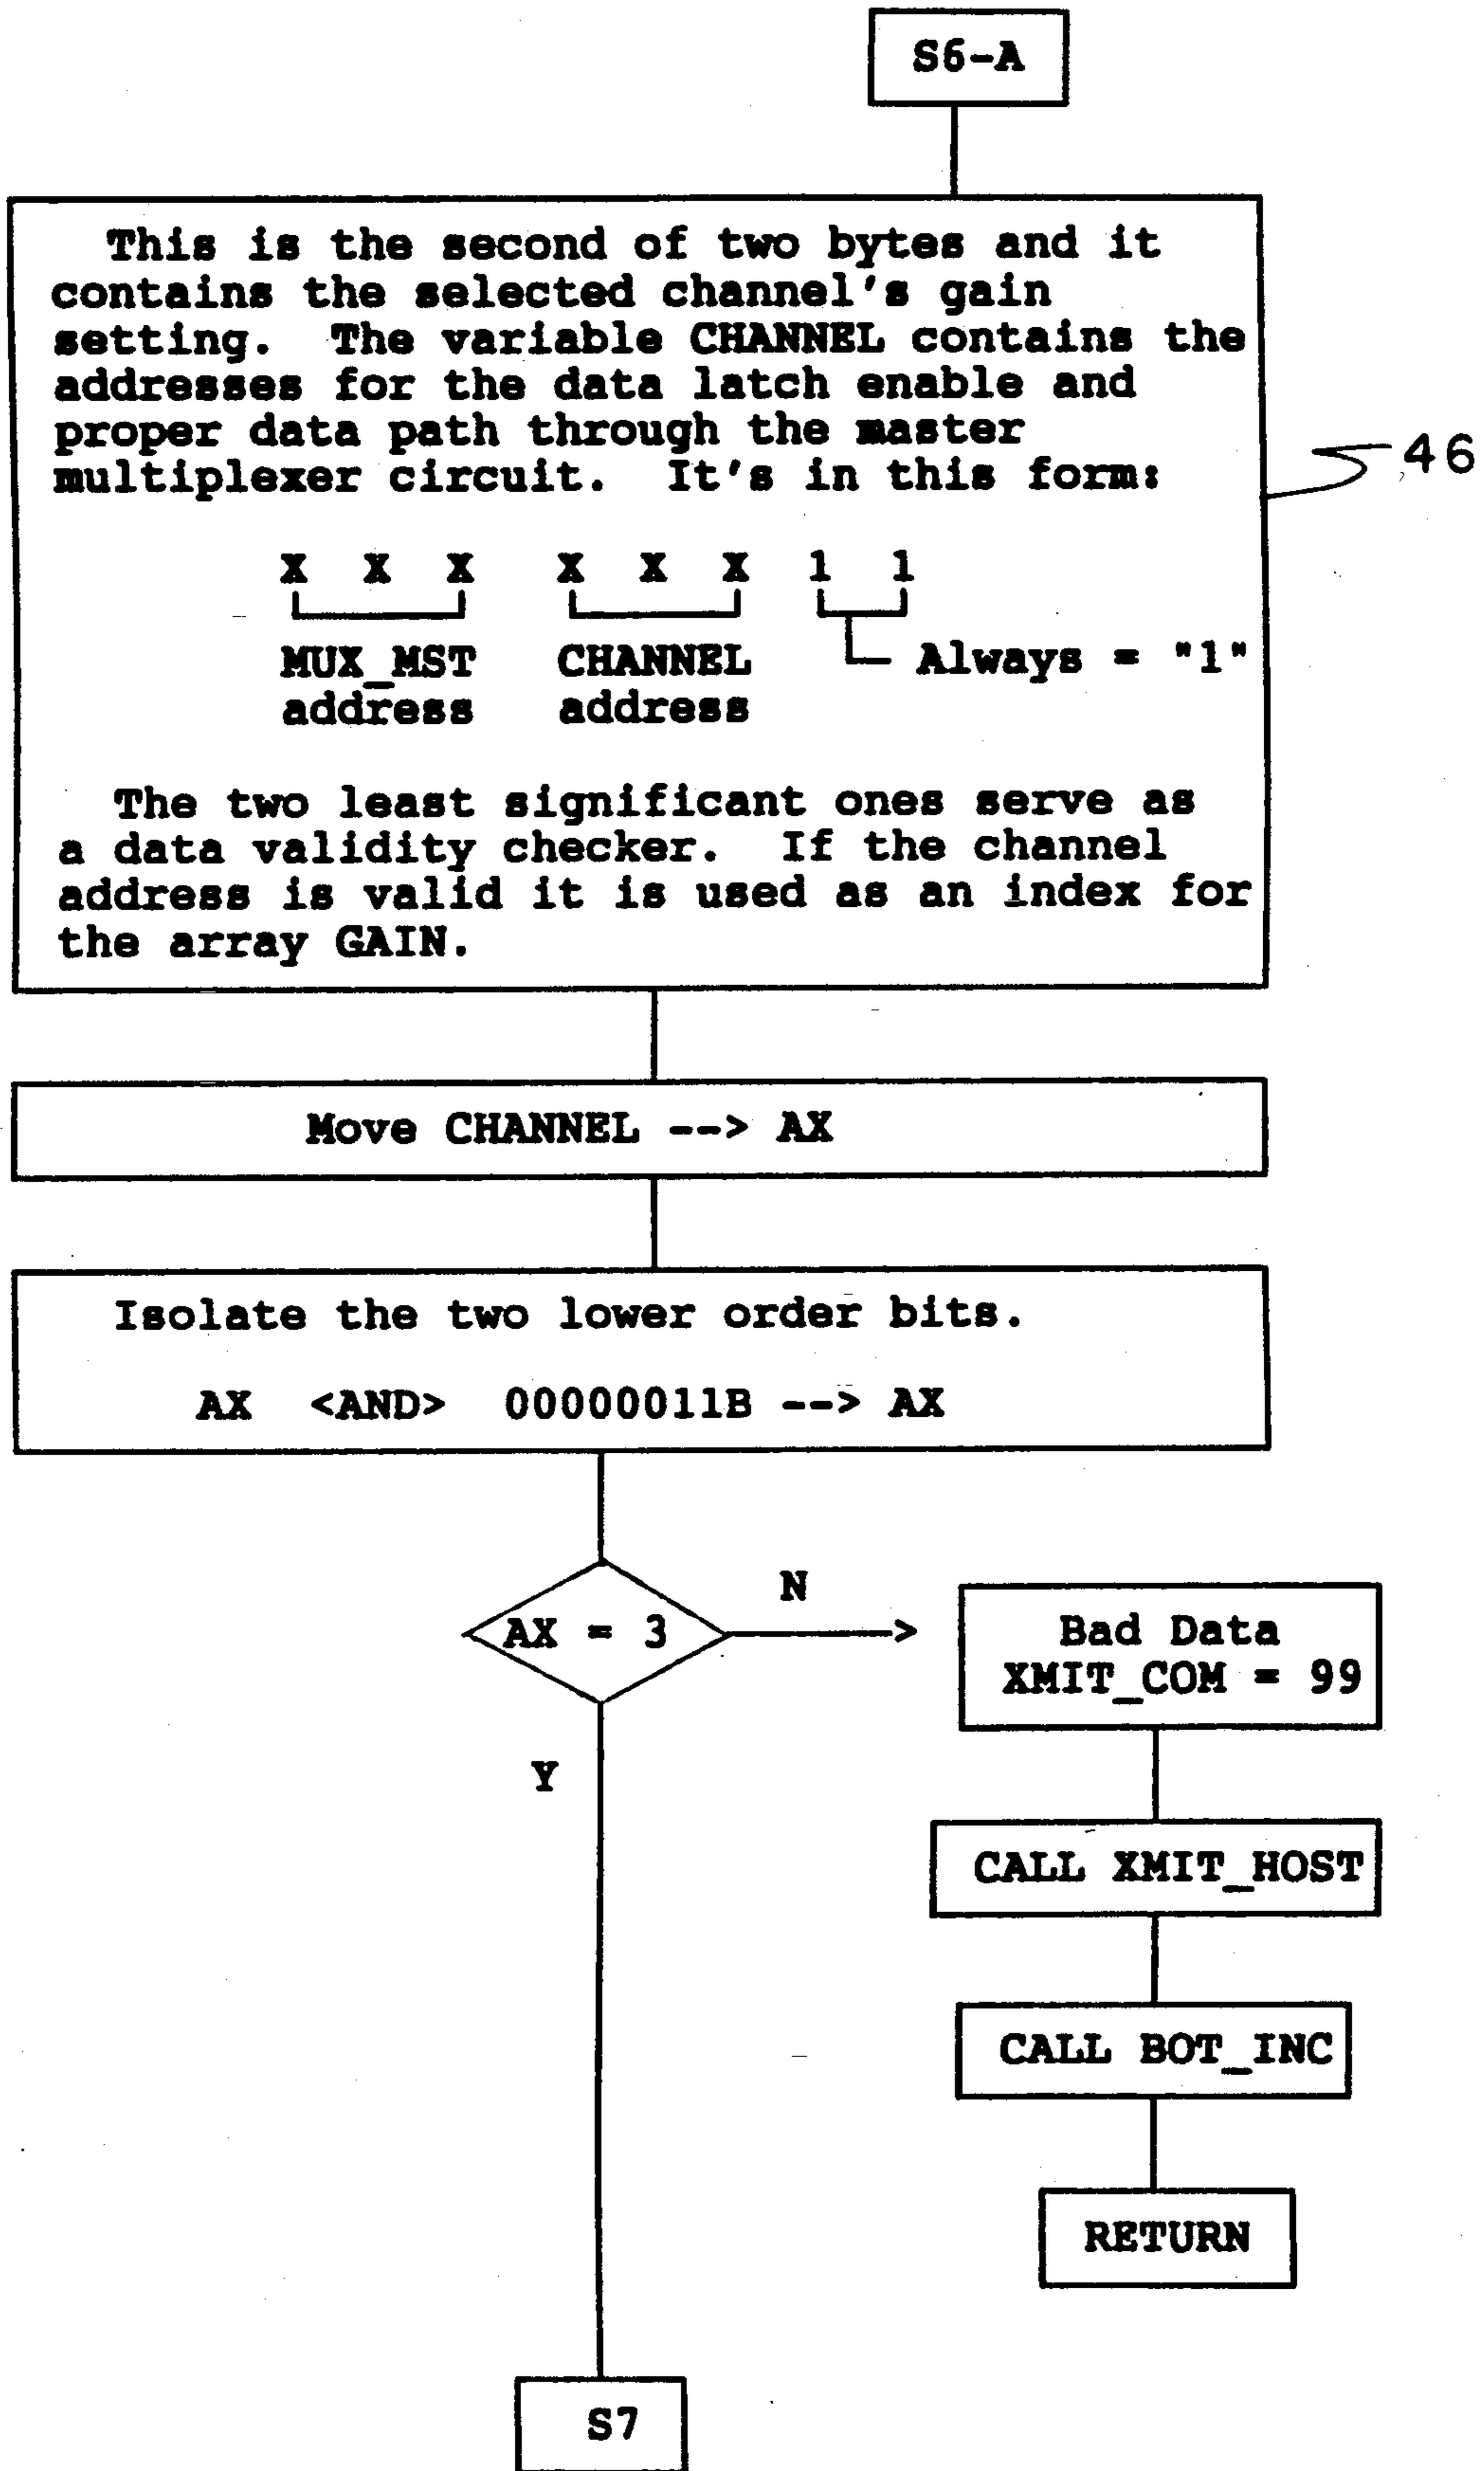 S6-A
This is the second of two bytes and it
contains the selected channel's gain
setting. The variable CHANNEL contains the
addresses for the data latch enable and
proper data path through the master
multiplexer circuit. It's in this form:
46
X X X X X X 1 1
MUX_MST CHANNEL Always = "1"
address address
The two least significant ones serve as
a data validity checker. If the channel
address is valid it is used as an index for
the array GAIN.
Move CHANNEL --> AX
Isolate the two lower order bits.
AX <AND> 00000011B --> AX
AX = 3
N
Bad Data
XMIT_COM = 99
Y
CALL XMIT_HOST
CALL BOT_INC
RETURN
S7